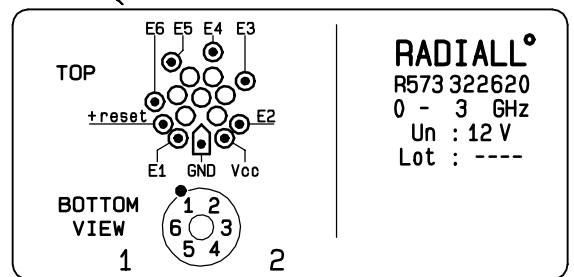 E6 E5 E4 E3
TOP
+reset
E2
E1 GND Vcc
BOTTOM
VIEW
1 2
6 3
5 4
1 2
RADIALL°
R573 322620
0 - 3 GHz
Un : 12 V
Lot : ----